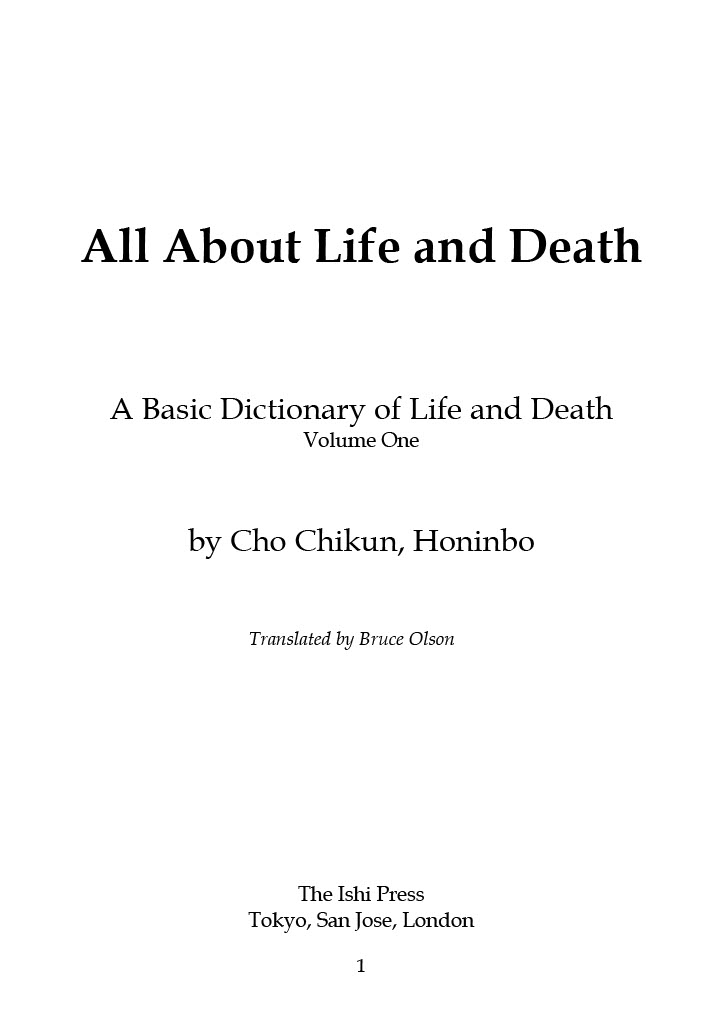 All About Life and Death
A Basic Dictionary of Life and Death
Volume One
by Cho Chikun, Honinbo
Translated by Bruce Olson
The Ishi Press
Tokyo, San Jose, London
1